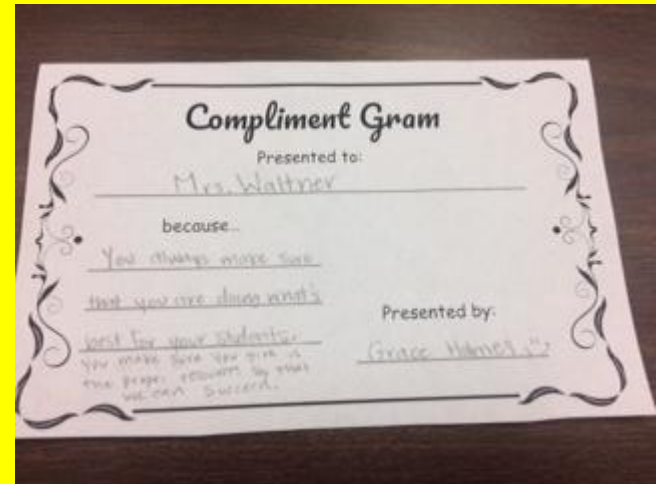 Compliment Gram
Presented to:
Mrs. Waltner
because..
You always make sure
that you are doing what's
best for your students.
You make sure you give us
the proper resources so that
we can succeed.
Presented by:
Grace